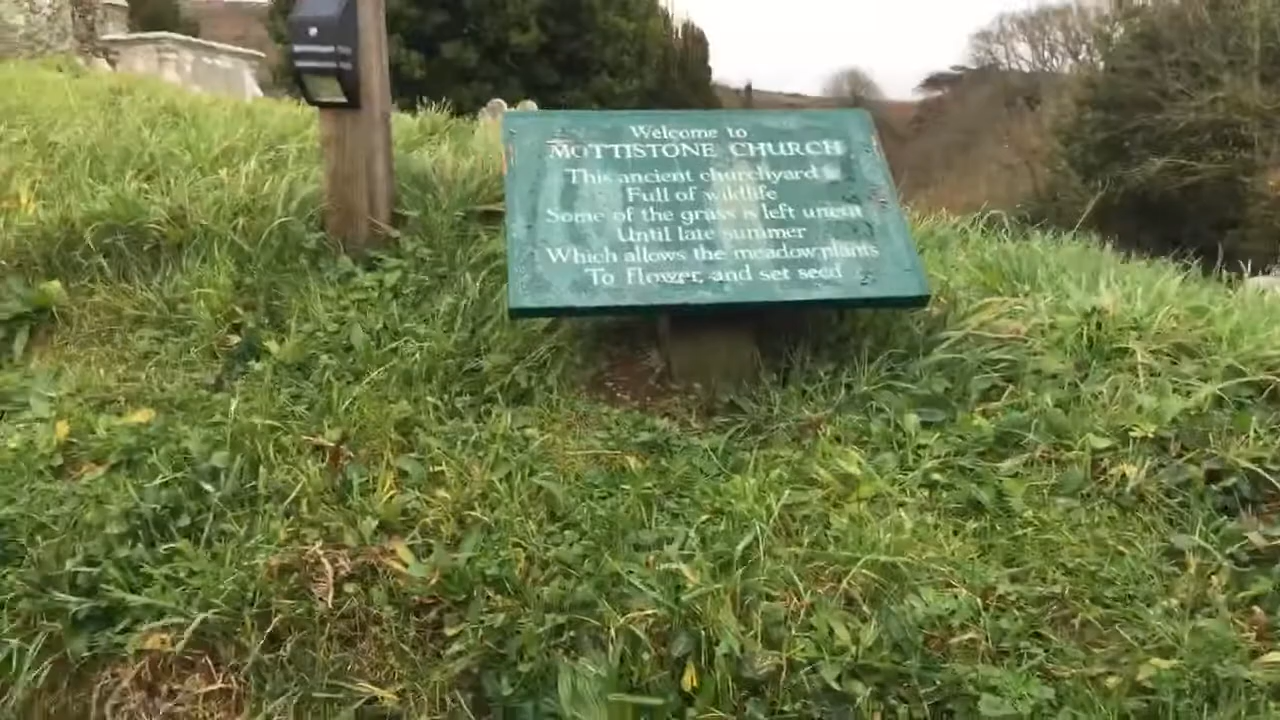 Welcome to
MOTTISTONE CHURCH
This ancient churchyard is
Full of wildlife
Some of the grass is left uncut
Until late summer
Which allows the meadow plants
To Flower, and set seed